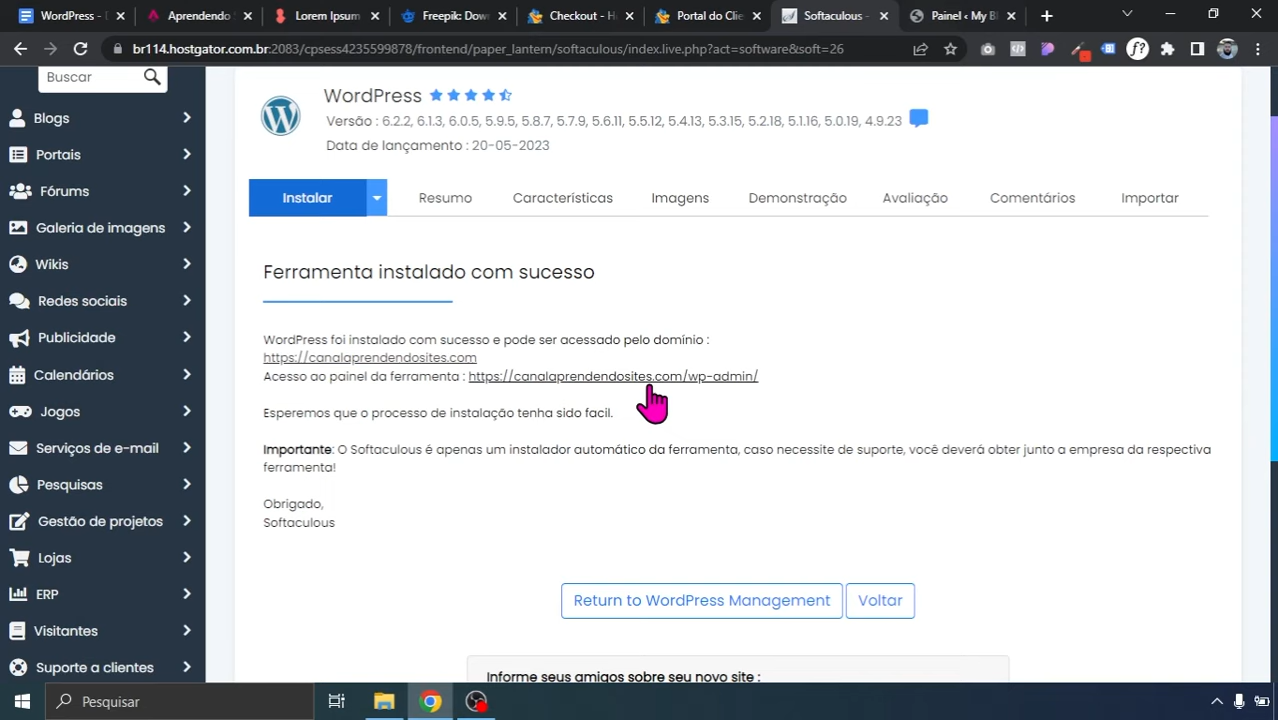 WordPress - D
Aprendendo
Lorem Ipsum
Freepik: Dow
Checkout - H
Portal do Clie
Softaculous -
Painel ‹ My Bl
br114.hostgator.com.br:2083/cpsess4235599878/frontend/paper_lantern/softaculous/index.live.php?act=software&soft=26
Buscar
Blogs
Portais
Fórums
Galeria de imagens
Wikis
Redes sociais
Publicidade
Calendários
Jogos
Serviços de e-mail
Pesquisas
Gestão de projetos
Lojas
ERP
Visitantes
Suporte a clientes
WordPress
Versão : 6.2.2, 6.1.3, 6.0.5, 5.9.5, 5.8.7, 5.7.9, 5.6.11, 5.5.12, 5.4.13, 5.3.15, 5.2.18, 5.1.16, 5.0.19, 4.9.23
Data de lançamento : 20-05-2023
Instalar Resumo Características Imagens Demonstração Avaliação Comentários Importar
Ferramenta instalado com sucesso
WordPress foi instalado com sucesso e pode ser acessado pelo domínio :
https://canalaprendendosites.com
Acesso ao painel da ferramenta : https://canalaprendendosites.com/wp-admin/
Esperemos que o processo de instalação tenha sido facil.
Importante: O Softaculous é apenas um instalador automático da ferramenta, caso necessite de suporte, você deverá obter junto a empresa da respectiva
ferramenta!
Obrigado,
Softaculous
Return to WordPress Management Voltar
Informe seus amigos sobre seu novo site :
Pesquisar